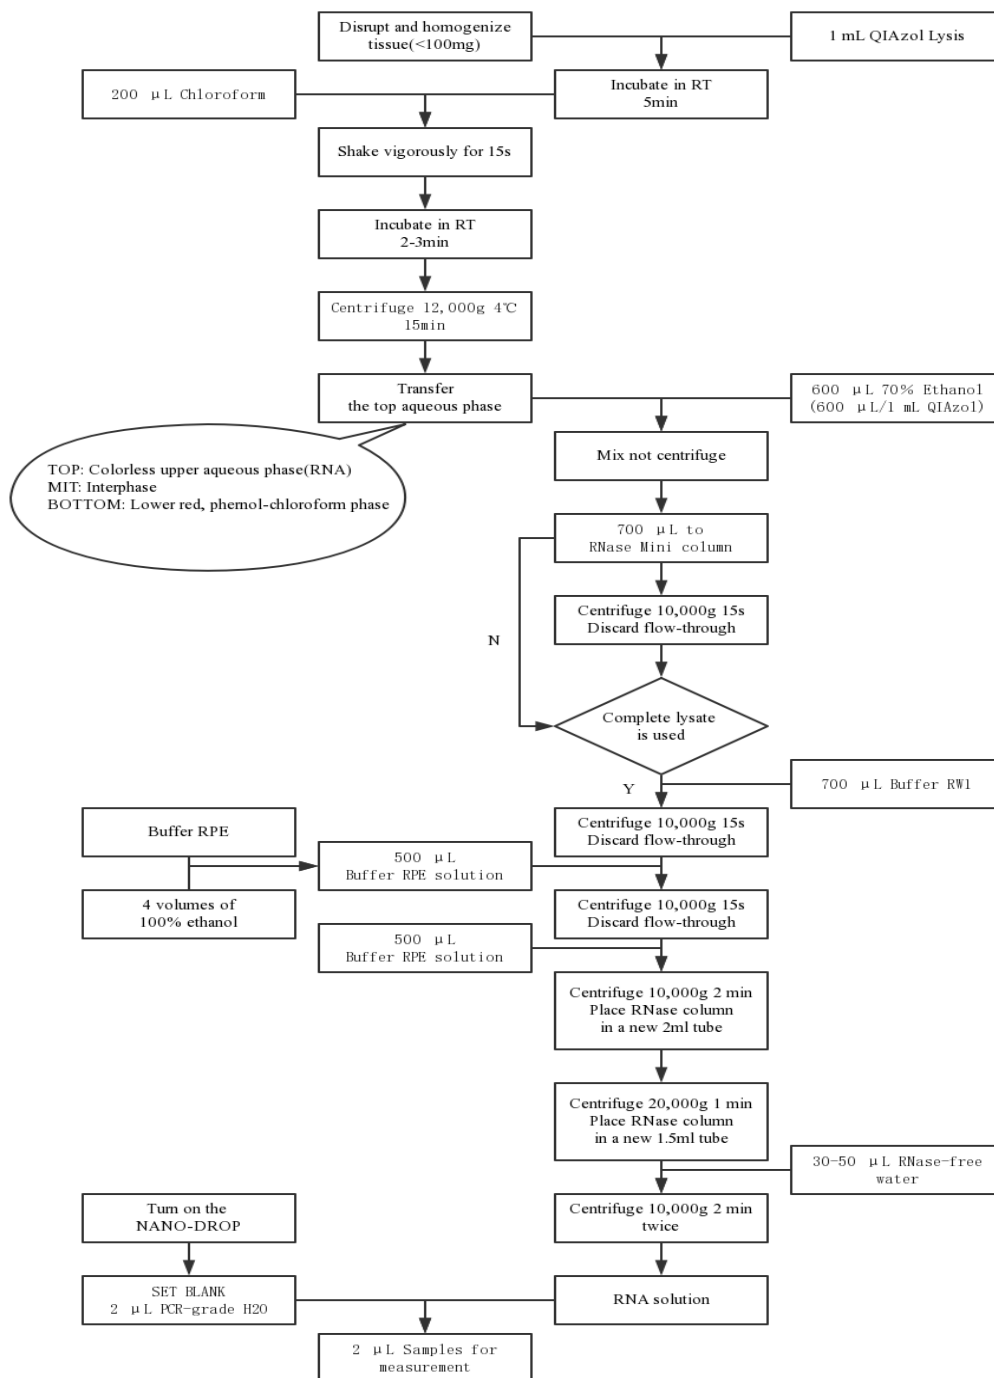 Disrupt and homogenize
tissue(<100mg)
1 mL QIAzol Lysis
200 μL Chloroform
Incubate in RT
5min
Shake vigorously for 15s
Incubate in RT
2-3min
Centrifuge 12,000g 4℃
15min
Transfer
the top aqueous phase
600 μL 70% Ethanol
(600 μL/1 mL QIAzol)
TOP: Colorless upper aqueous phase(RNA)
MIT: Interphase
BOTTOM: Lower red, phernol-chloroform phase
Mix not centrifuge
700 μL to
RNase Mini column
Centrifuge 10,000g 15s
Discard flow-through
N
Complete lysate
is used
Y
700 μL Buffer RW1
Buffer RPE
Centrifuge 10,000g 15s
Discard flow-through
500 μL
Buffer RPE solution
4 volumes of
100% ethanol
Centrifuge 10,000g 15s
Discard flow-through
500 μL
Buffer RPE solution
Centrifuge 10,000g 2 min
Place RNase column
in a new 2ml tube
Centrifuge 20,000g 1 min
Place RNase column
in a new 1.5ml tube
30-50 μL RNase-free
water
Turn on the
NANO-DROP
Centrifuge 10,000g 2 min
twice
SET BLANK
2 μL PCR-grade H2O
RNA solution
2 μL Samples for
measurement